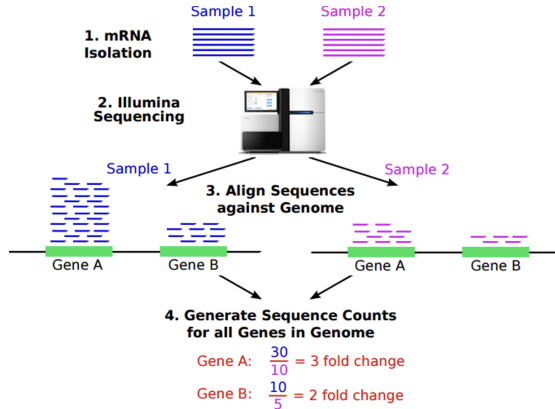 Sample 1
Sample 2
1. mRNA
Isolation
2. Illumina
Sequencing
Sample 1
Sample 2
3. Align Sequences
against Genome
Gene A
Gene B
Gene A
Gene B
4. Generate Sequence Counts
for all Genes in Genome
Gene A: 30/10 = 3 fold change
Gene B: 10/5 = 2 fold change